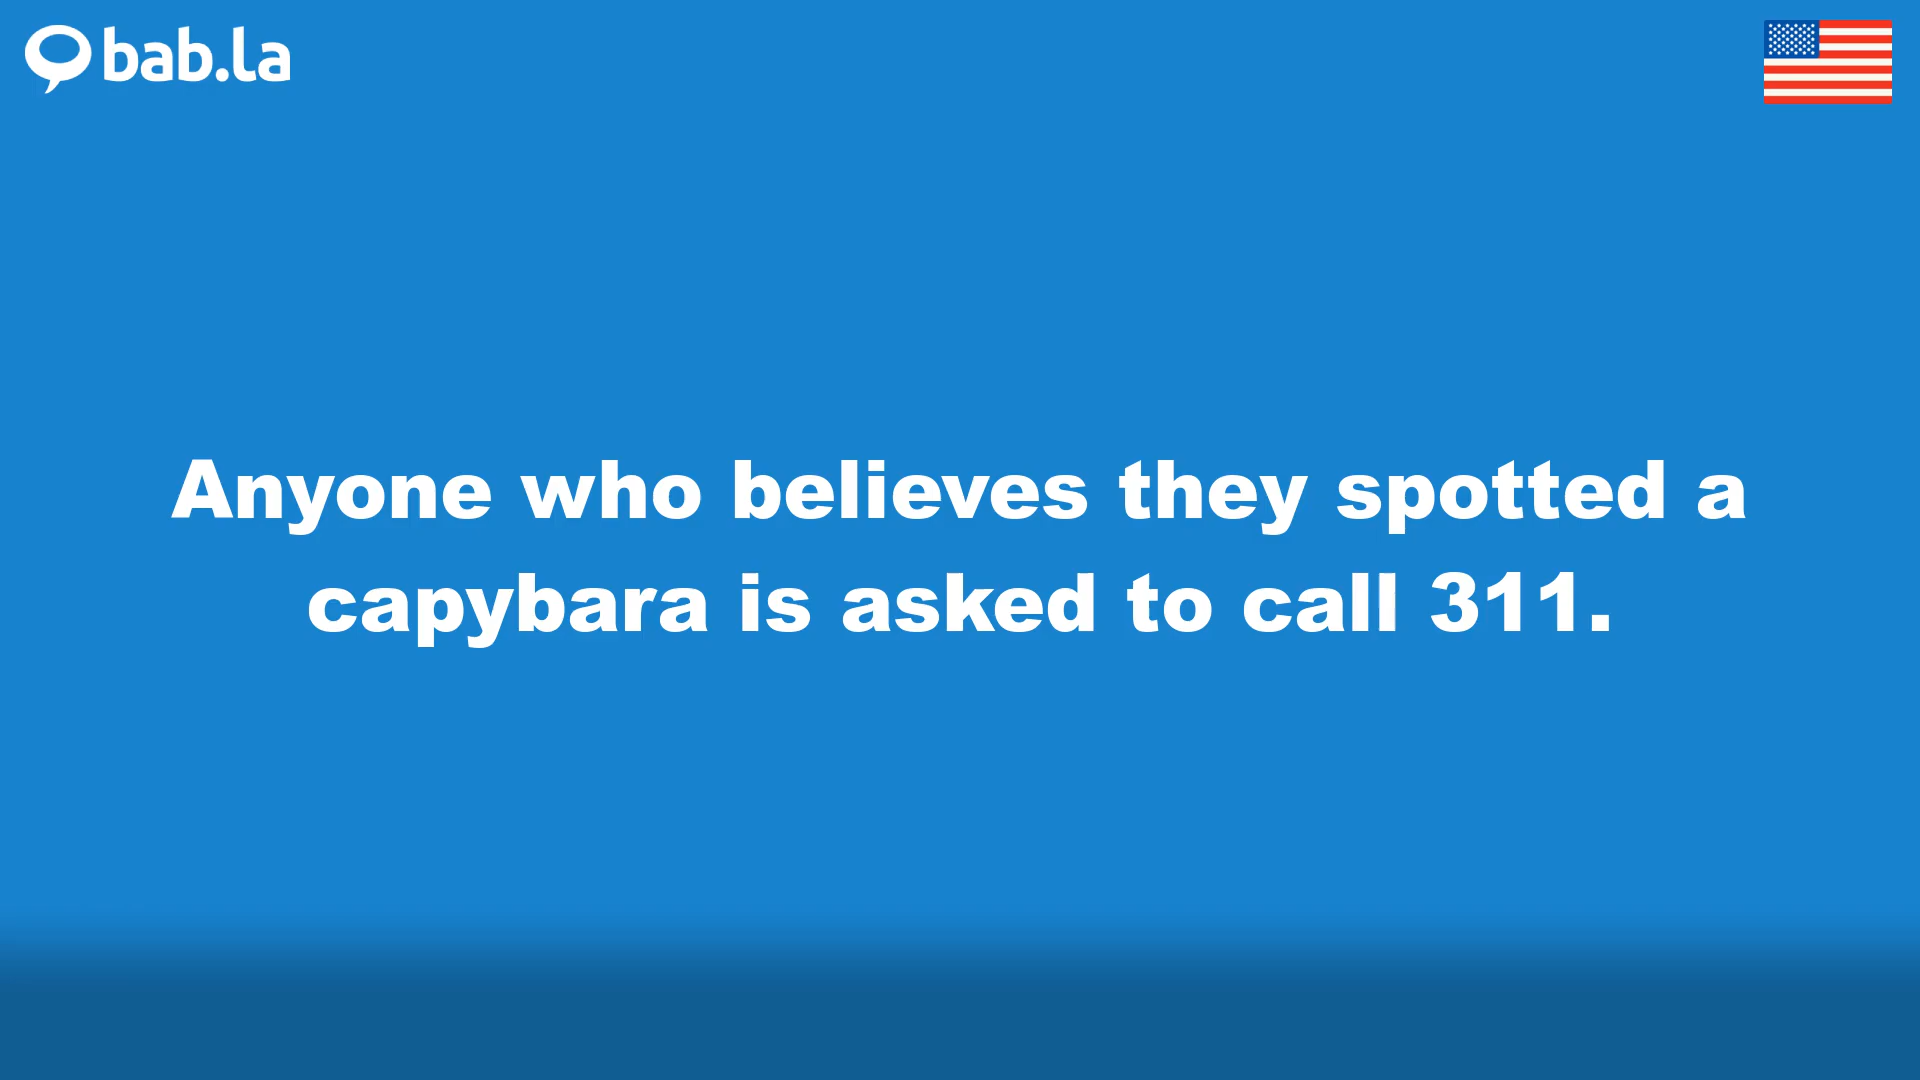 bab.la
Anyone who believes they spotted a
capybara is asked to call 311.